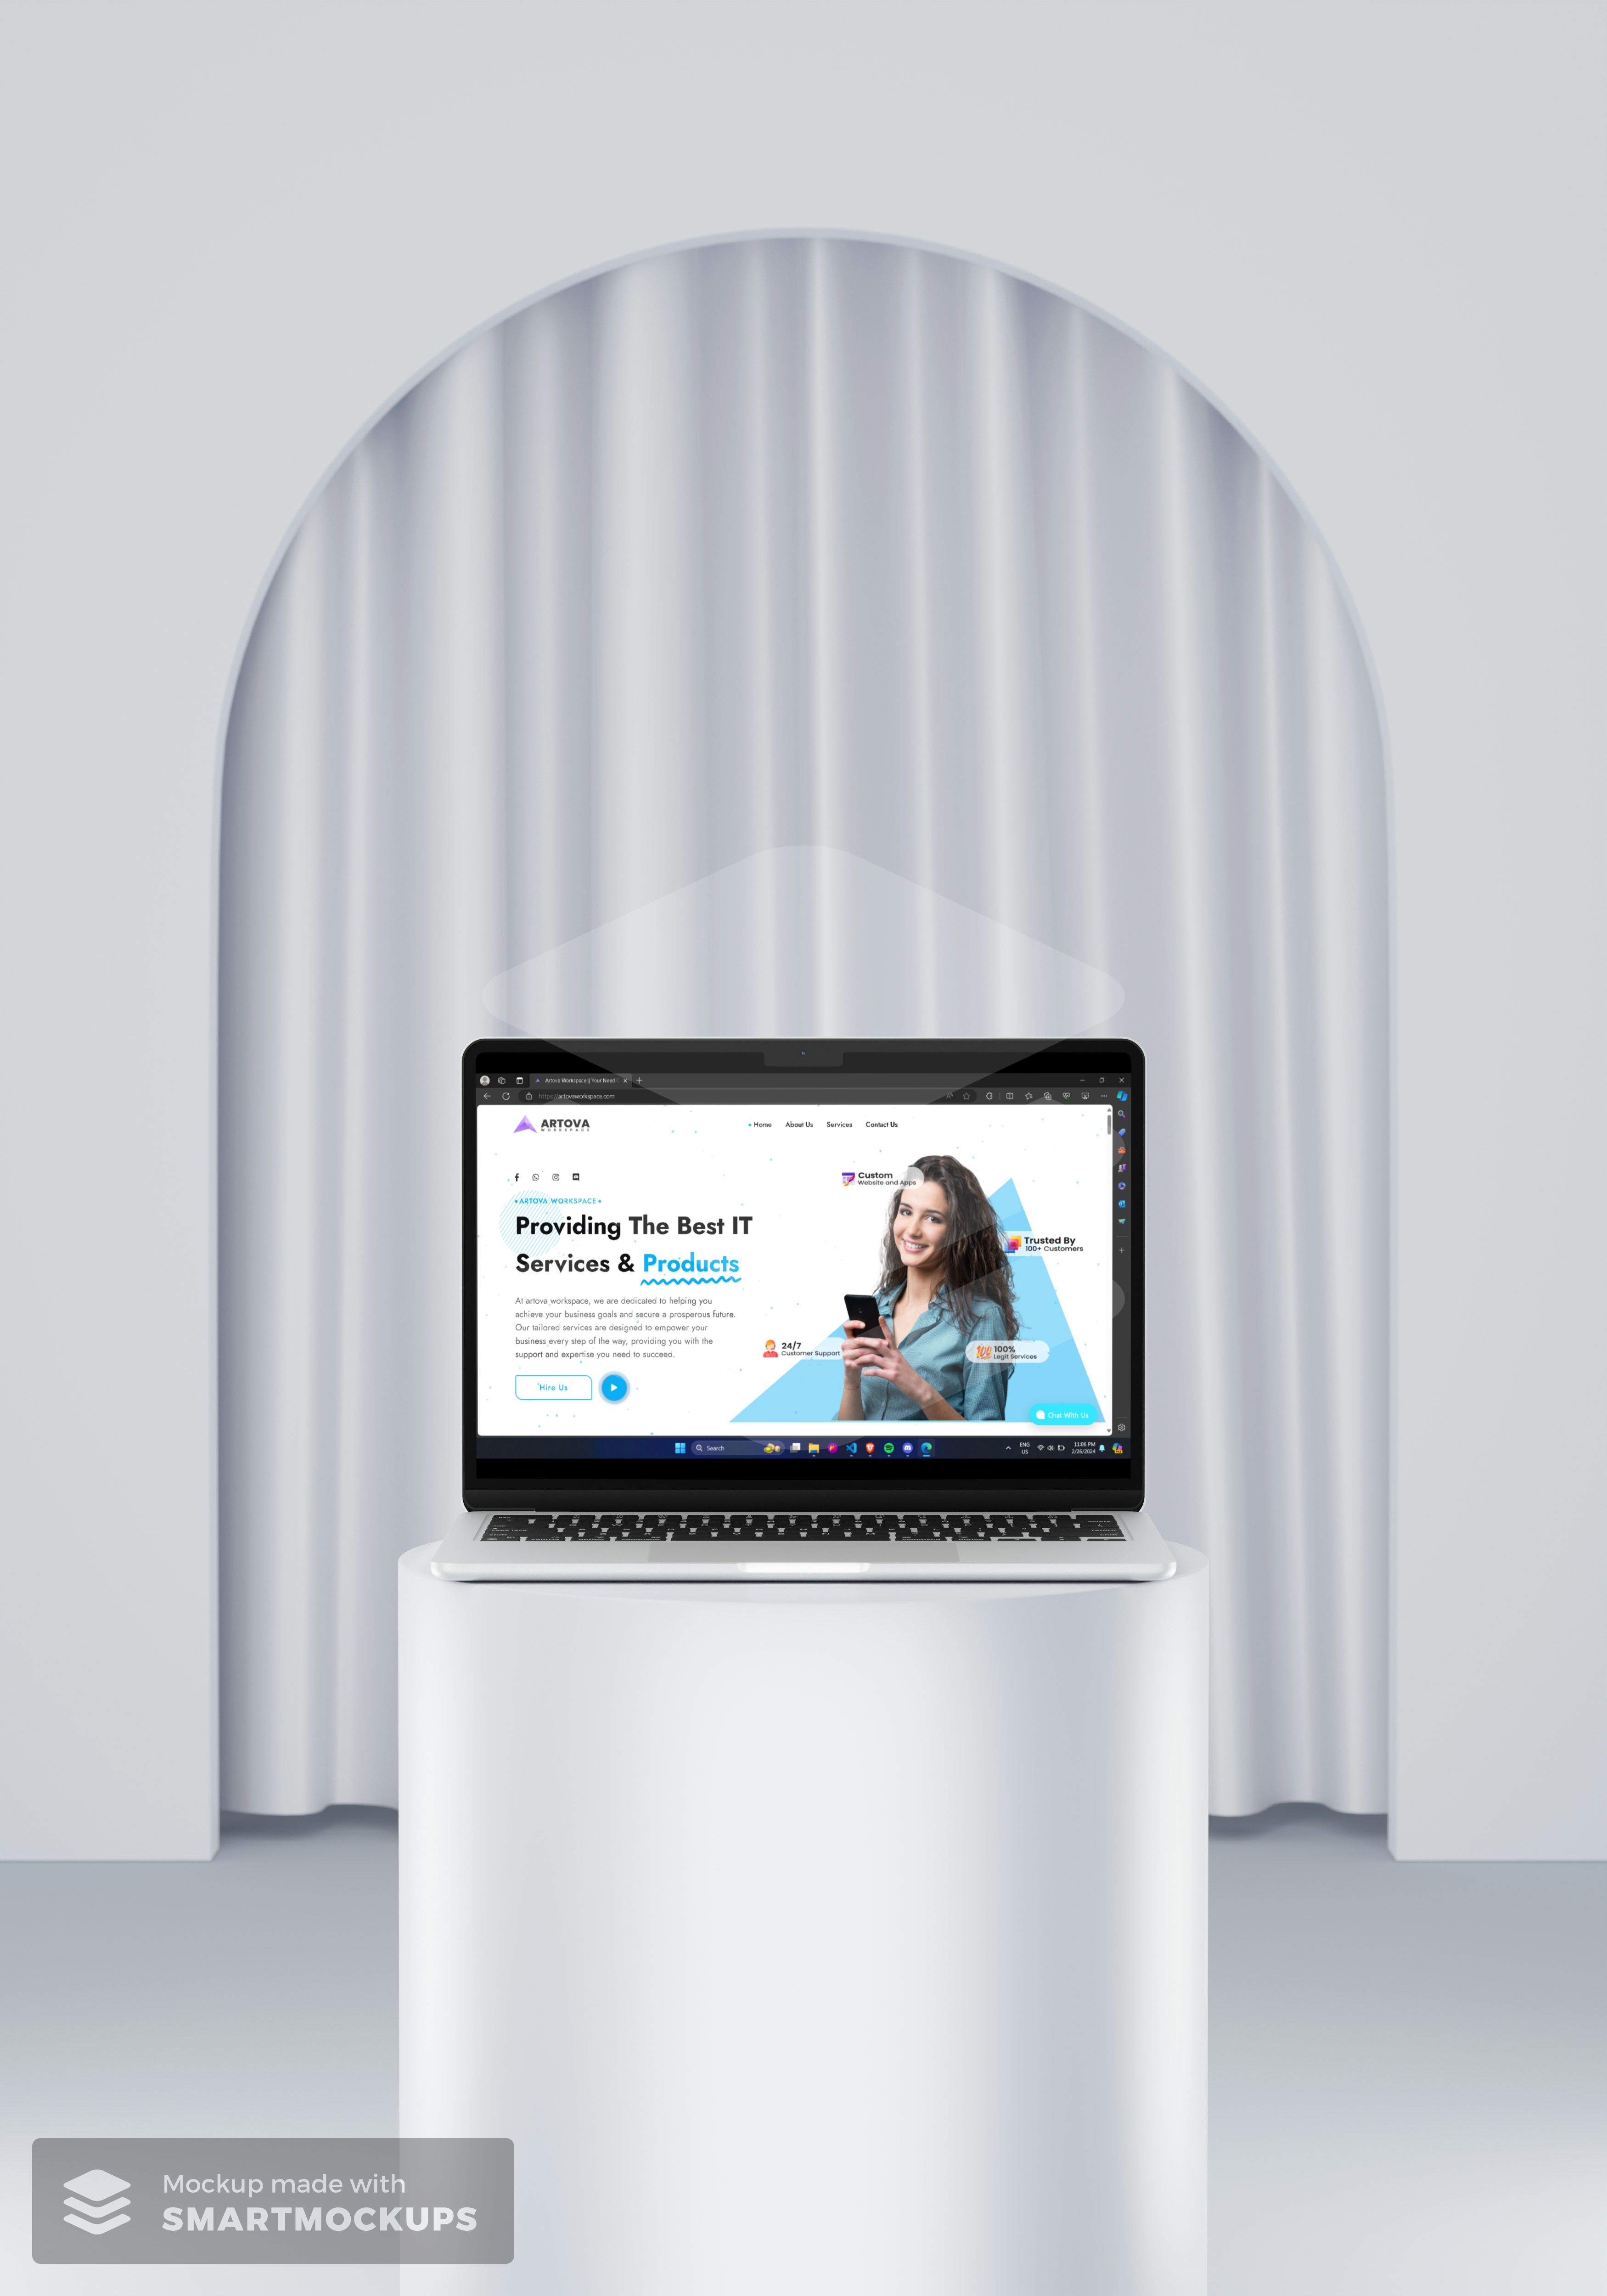 Artova Workspace || Your Need
https://artovaworkspace.com
ARTOVA
WORKSPACE
Home About Us Services Contact Us
Custom
Website and Apps
ARTOVA WORKSPACE
Providing The Best IT
Services & Products
Trusted By
100+ Customers
At artova workspace, we are dedicated to helping you
achieve your business goals and secure a prosperous future.
Our tailored services are designed to empower your
business every step of the way, providing you with the
support and expertise you need to succeed.
24/7
Customer Support
100 100%
Legit Services
Hire Us
Chat With Us
Search
ENG
US
11:06 PM
2/26/2024
Mockup made with
SMARTMOCKUPS